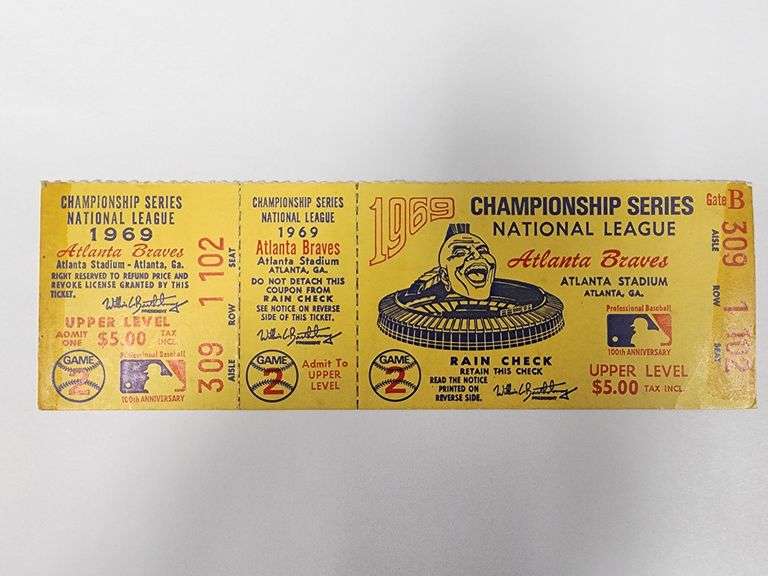 CHAMPIONSHIP SERIES
NATIONAL LEAGUE
1969
Atlanta Braves
Atlanta Stadium - Atlanta, Ga.
RIGHT RESERVED TO REFUND PRICE AND
REVOKE LICENSE GRANTED BY THIS
TICKET.
PRESIDENT
UPPER LEVEL
ADMIT ONE $5.00 TAX INC.
GAME
2
100th ANNIVERSARY
309 1 102
AISLE ROW SEAT
CHAMPIONSHIP SERIES
NATIONAL LEAGUE
1969
Atlanta Braves
Atlanta Stadium
ATLANTA, GA.
DO NOT DETACH THIS
COUPON FROM
RAIN CHECK
SEE NOTICE ON REVERSE
SIDE OF THIS TICKET.
PRESIDENT
GAME
2
Admit To
UPPER
LEVEL
1969
CHAMPIONSHIP SERIES
NATIONAL LEAGUE
Atlanta Braves
ATLANTA STADIUM
ATLANTA, GA.
RAIN CHECK
RETAIN THIS CHECK
READ THE NOTICE
PRINTED ON
REVERSE SIDE.
PRESIDENT
GAME
2
Professional Baseball
100th ANNIVERSARY
UPPER LEVEL
$5.00 TAX INCL.
Gate B
AISLE 309
ROW 1
SEAT 102